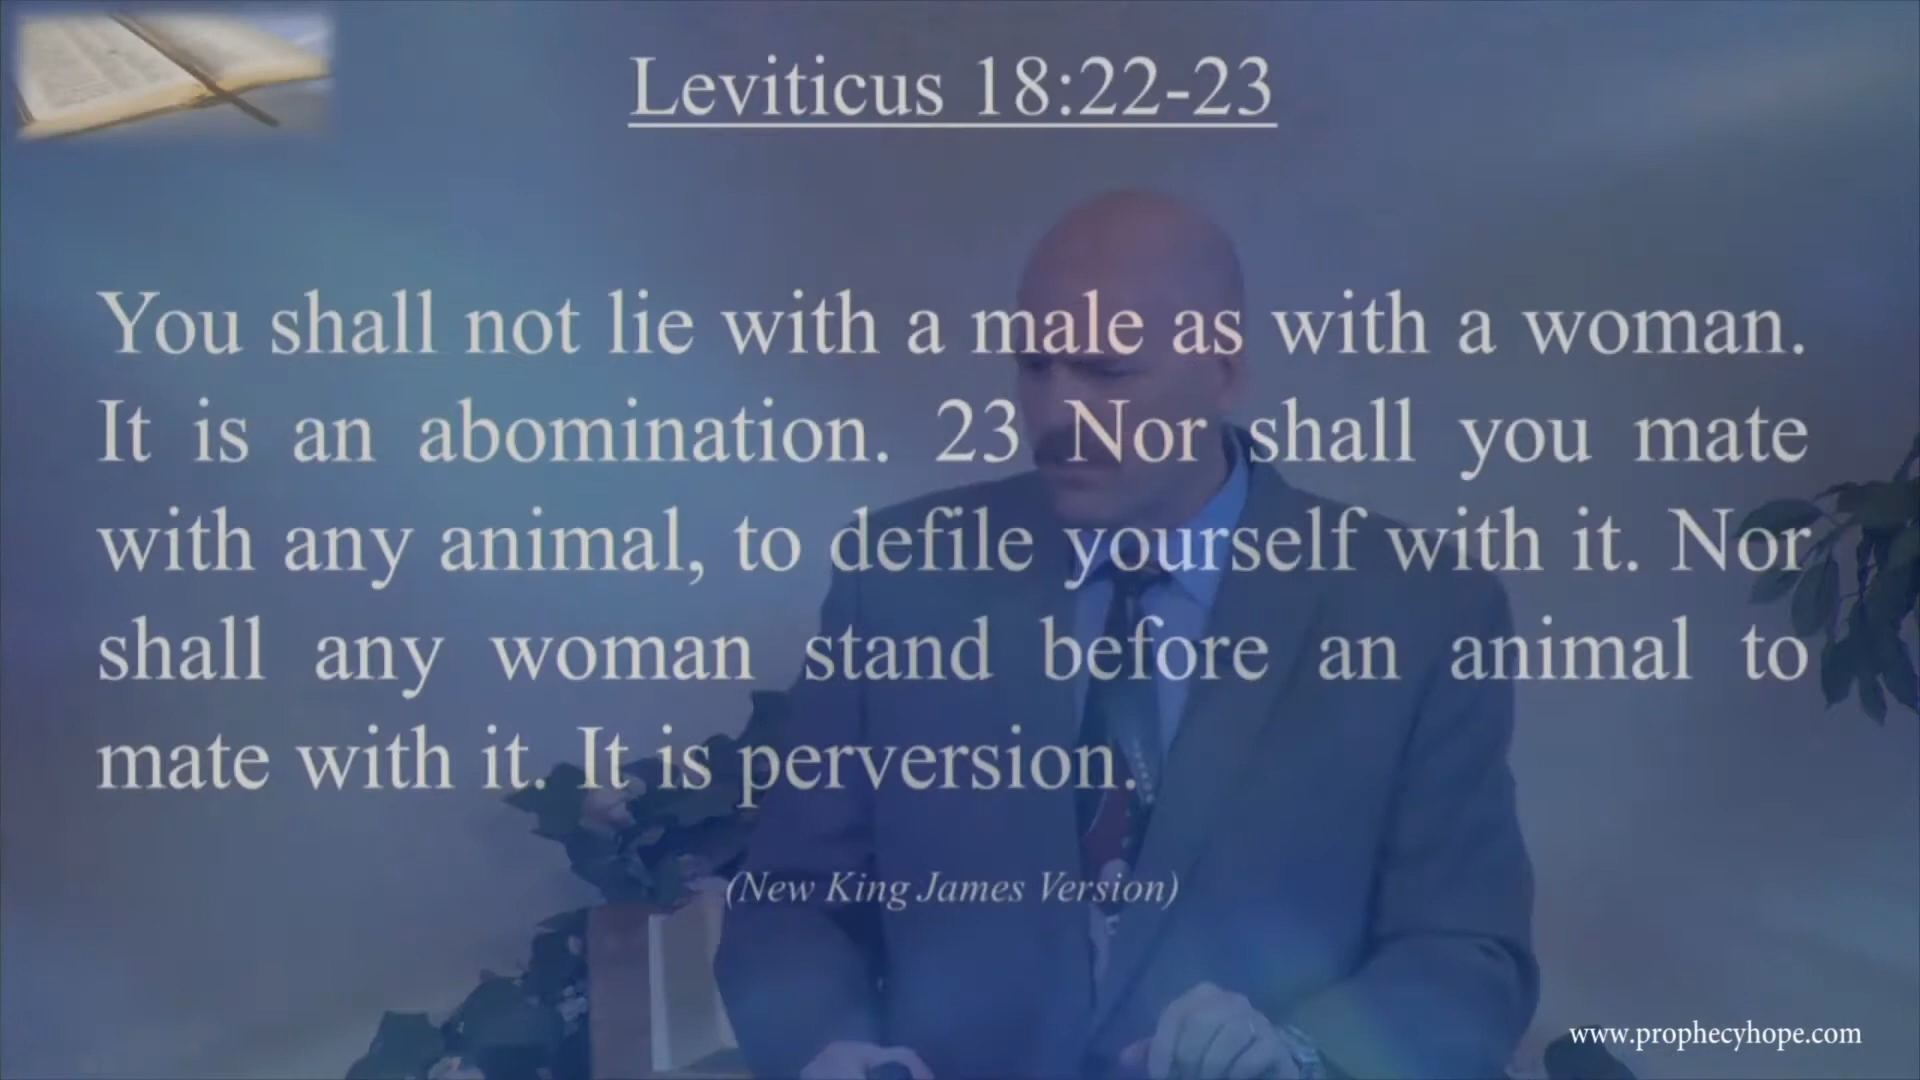 Leviticus 18:22-23
You shall not lie with a male as with a woman.
It is an abomination. 23 Nor shall you mate
with any animal, to defile yourself with it. Nor
shall any woman stand before an animal to
mate with it. It is perversion.
(New King James Version)
www.prophecyhope.com